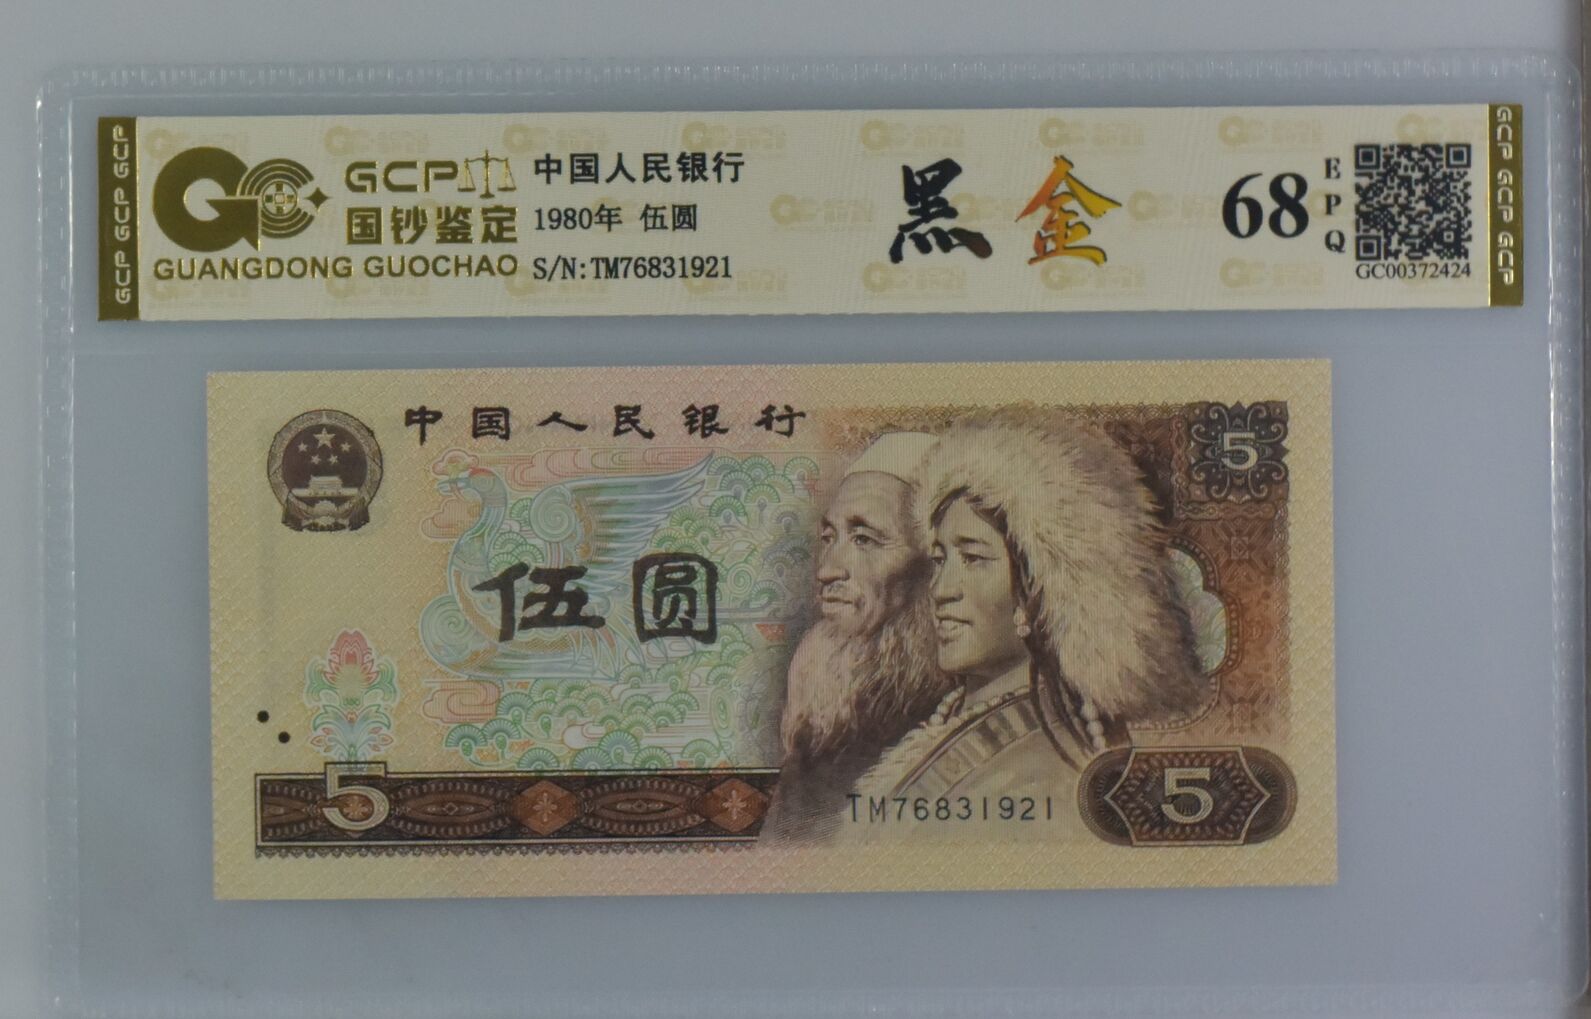 GCP GCP GCP
GCP
国钞鉴定
GUANGDONG GUOCHAO
中国人民银行
1980年 伍圆
S/N:TM76831921
黑金
68
EPQ
GC00372424
GCP GCP GCP
中国人民银行
5
伍圆
5
TM76831921
5